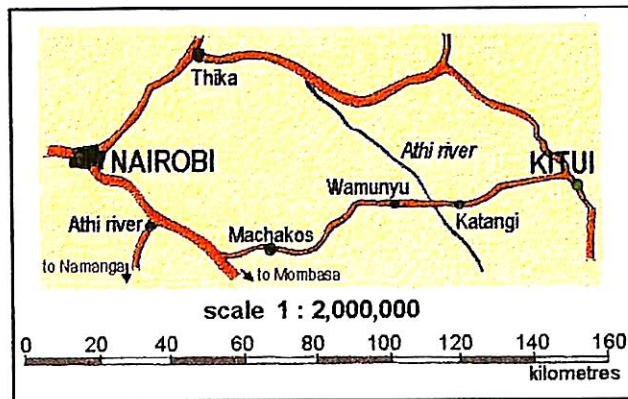 Thika
NAIROBI
Athi river
KITUI
Wamunyu
Athi river
Katangi
Machakos
to Namanga
to Mombasa
scale 1 : 2,000,000
0 20 40 60 80 100 120 140 160
kilometres